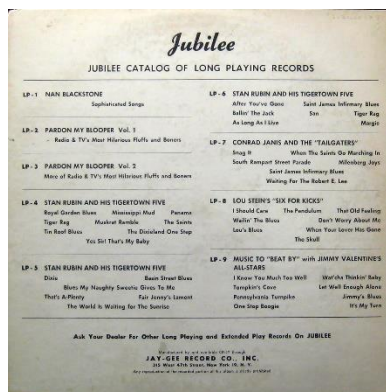 Jubilee
JUBILEE CATALOG OF LONG PLAYING RECORDS
LP-1 NAN BLACKSTONE
Sophisticated Songs
LP-2 PARDON MY BLOOPER Vol. 1
- Radio & TV's Most Hilarious Fluffs and Boners
LP-3 PARDON MY BLOOPER Vol. 2
More of Radio & TV's Most Hilarious Fluffs and Boners
LP-4 STAN RUBIN AND HIS TIGERTOWN FIVE
Royal Garden Blues Mississippi Mud Panama
Tiger Rag Muskrat Ramble The Saints
Tin Roof Blues The Dixieland One Step
Yes Sir! That's My Baby
LP-5 STAN RUBIN AND HIS TIGERTOWN FIVE
Dixie Basin Street Blues
Blues My Naughty Sweetie Gives To Me
That's A-Plenty Fair Jenny's Lament
The World Is Waiting For The Sunrise
LP-6 STAN RUBIN AND HIS TIGERTOWN FIVE
After You've Gone Saint James Infirmary Blues
Ballin' The Jack San Tiger Rag
As Long As I Live Margie
LP-7 CONRAD JANIS AND THE "TAILGATERS"
Snag It When The Saints Go Marching In
South Rampart Street Parade Milenberg Joys
Saint James Infirmary Blues
Waiting For The Robert E. Lee
LP-8 LOU STEIN'S "SIX FOR KICKS"
I Should Care The Pendulum That Old Feeling
Wailin' The Blues Don't Worry About Me
Lou's Blues When Your Lover Has Gone
The Skull
LP-9 MUSIC TO "BEAT BY" with JIMMY VALENTINE'S
ALL-STARS
I Know You Much Too Well Wat'cha Thinkin' Baby
Tompkin's Cove Let Well Enough Alone
Pennsylvania Turnpike Jimmy's Blues
One Stop Boogie It's My Turn
Ask Your Dealer For Other Long Playing and Extended Play Records On JUBILEE
JAY-GEE RECORD CO., INC.
315 West 47th Street, New York 19, N. Y.